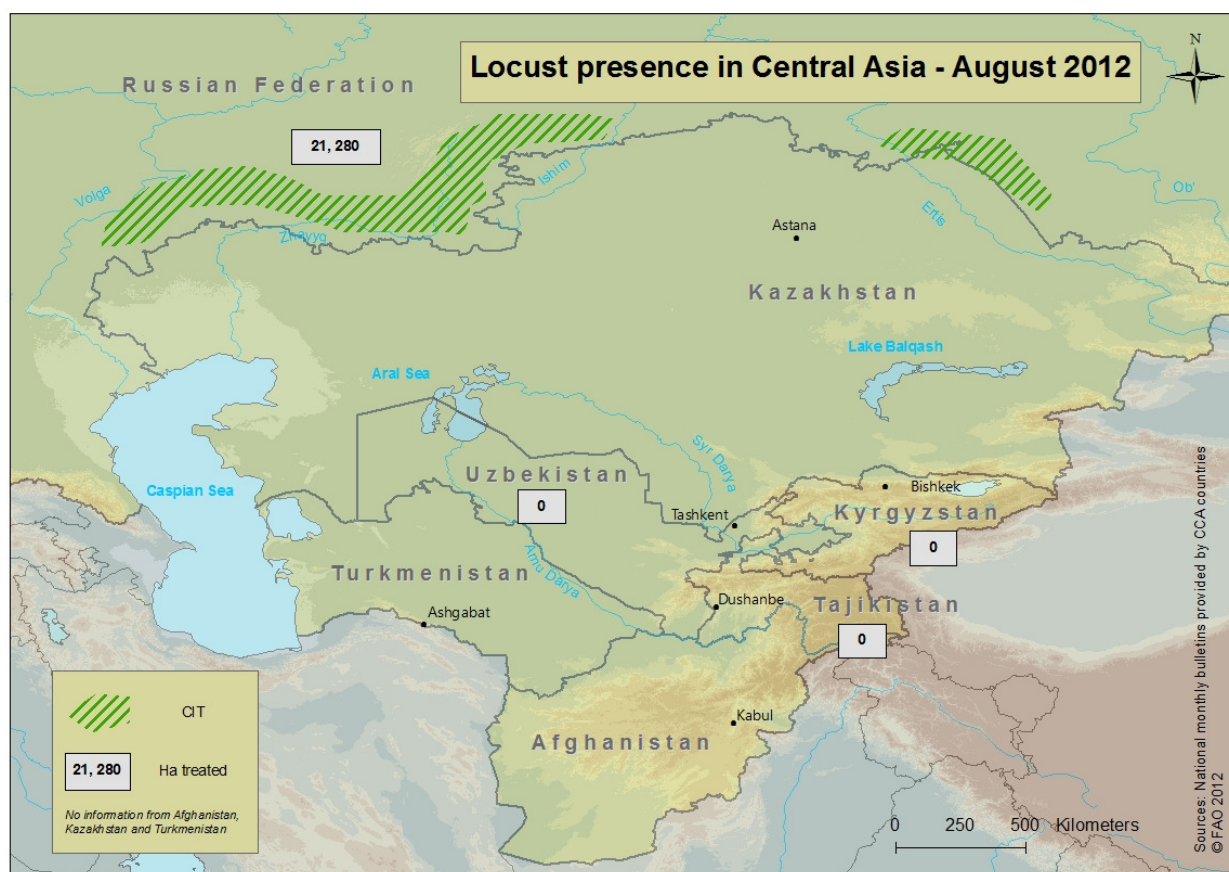 Locust presence in Central Asia - August 2012
N
Russian Federation
21, 280
Volga
Zhayyq
Ishim
Ertis
Ob'
Astana
Kazakhstan
Lake Balqash
Aral Sea
Syr Darya
Caspian Sea
Uzbekistan
0
Bishkek
Tashkent
Kyrgyzstan
0
Amu Darya
Turkmenistan
Dushanbe
Tajikistan
Ashgabat
0
Kabul
Afghanistan
CIT
21, 280 Ha treated
No information from Afghanistan,
Kazakhstan and Turkmenistan
0 250 500 Kilometers
Sources: National monthly bulletins provided by CCA countries
© FAO 2012